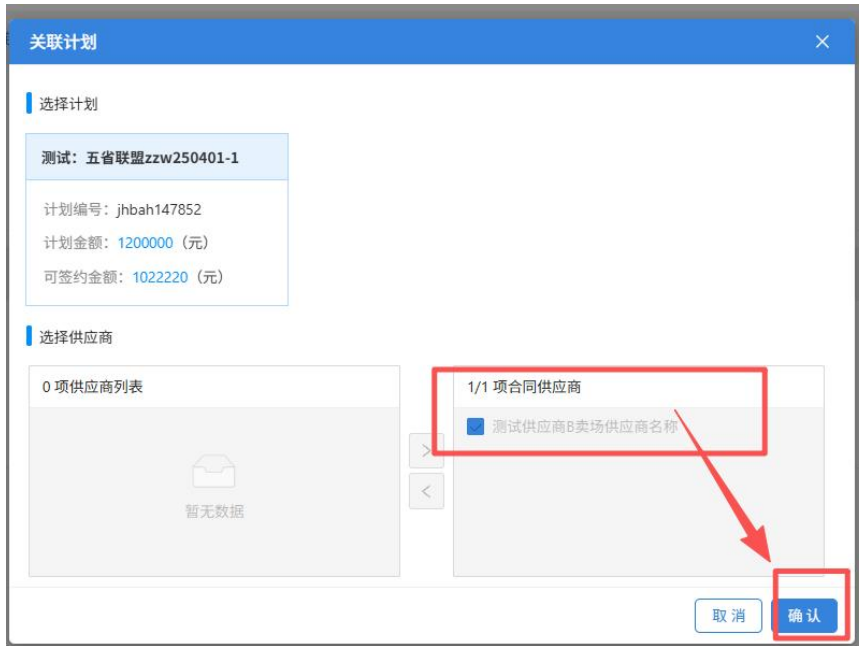 关联计划
选择计划
测试：五省联盟zzw250401-1
计划编号：jhbah147852
计划金额：1200000（元）
可签约金额：1022220（元）
选择供应商
0 项供应商列表
1/1 项合同供应商
测试供应商B卖场供应商名称
暂无数据
取消
确认